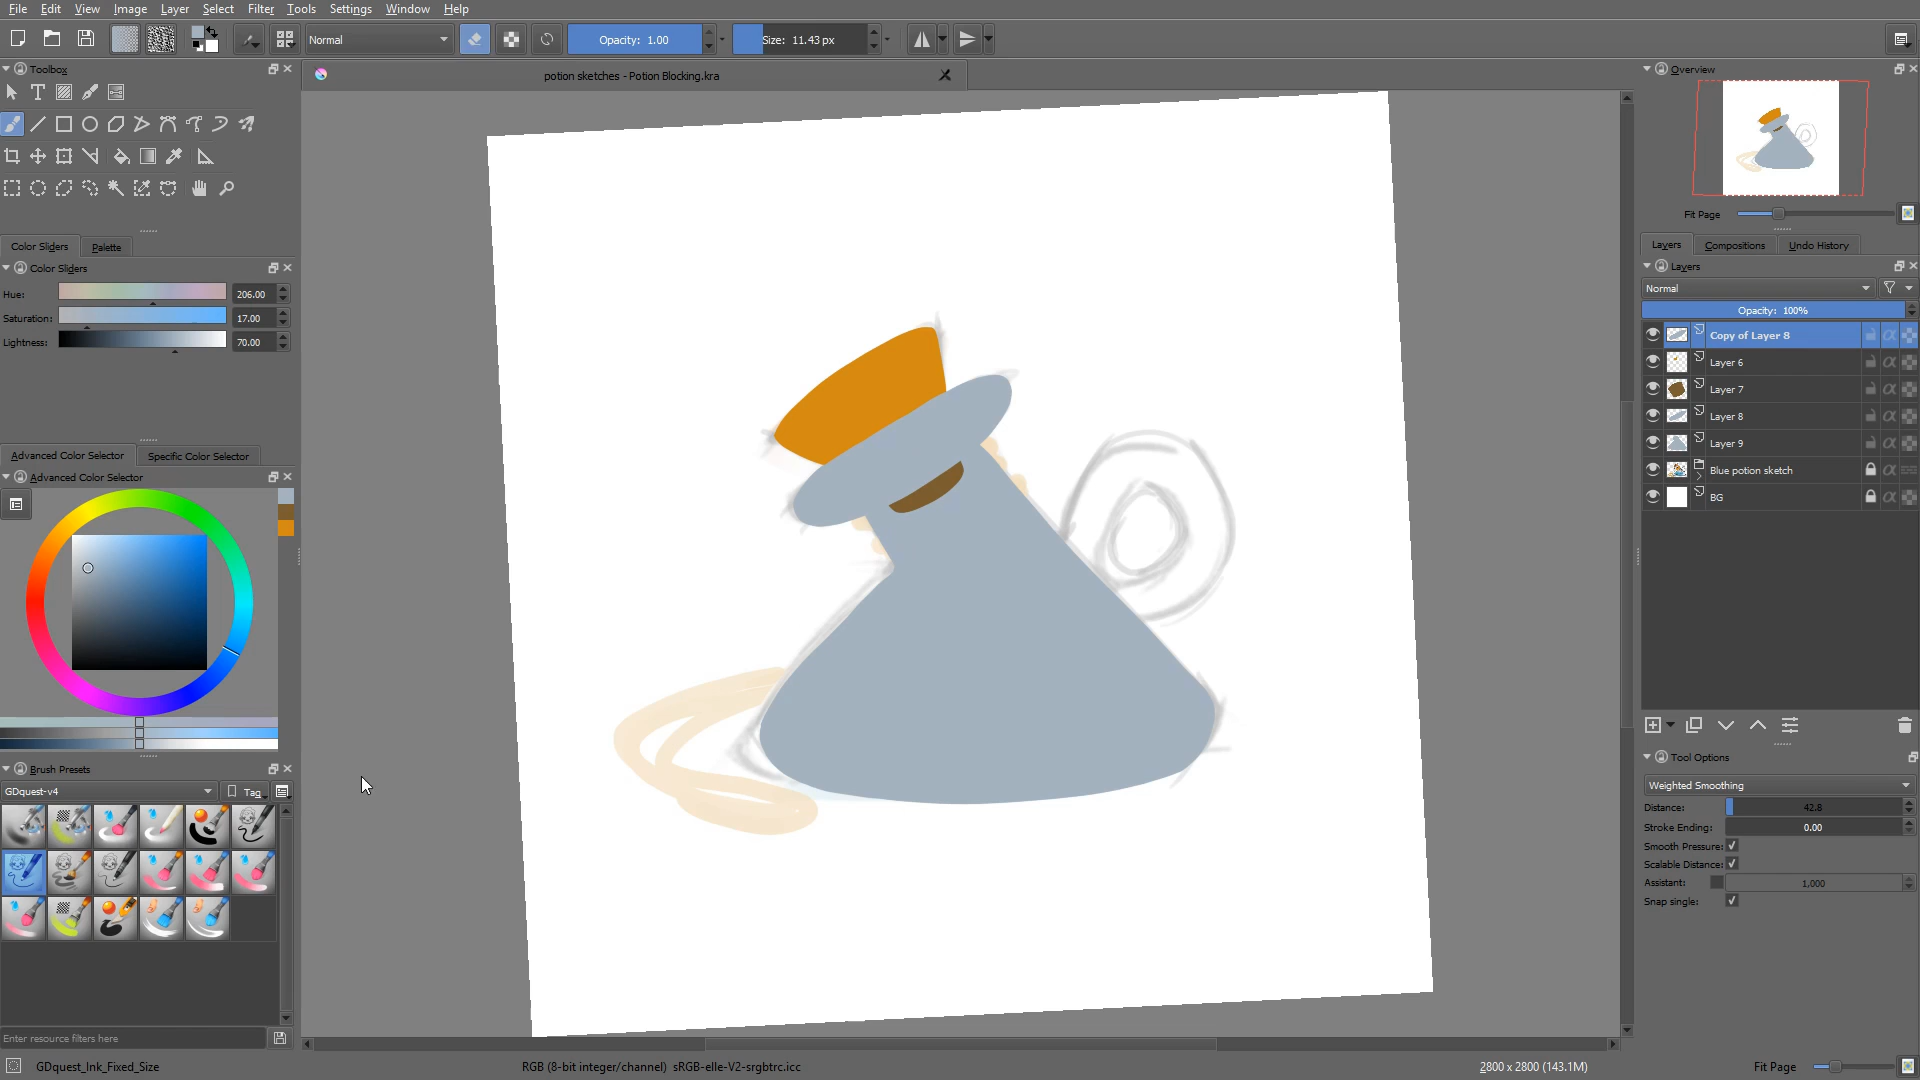 File Edit View Image Layer Select Filter Tools Settings Window Help
Normal Opacity: 1.00 Size: 11.43 px
Toolbox
potion sketches - Potion Blocking.kra
Overview
Fit Page
Color Sliders Palette
Color Sliders
Hue: 206.00
Saturation: 17.00
Lightness: 70.00
Layers Compositions Undo History
Layers
Normal
Opacity: 100%
Copy of Layer 8
Layer 6
Layer 7
Layer 8
Layer 9
Blue potion sketch
BG
Advanced Color Selector Specific Color Selector
Advanced Color Selector
Brush Presets
GDquest-v4 Tag
Enter resource filters here
Tool Options
Weighted Smoothing
Distance: 42.8
Stroke Ending: 0.00
Smooth Pressure:
Scalable Distance:
Assistant: 1,000
Snap single:
GDquest_Ink_Fixed_Size RGB (8-bit integer/channel) sRGB-elle-V2-srgbtrc.icc 2800 x 2800 (143.1M) Fit Page